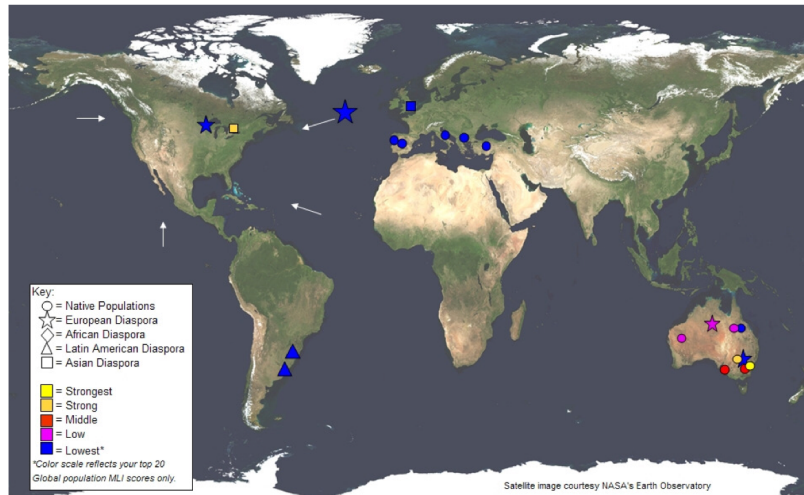 Key:
= Native Populations
= European Diaspora
= African Diaspora
= Latin American Diaspora
= Asian Diaspora
= Strongest
= Strong
= Middle
= Low
= Lowest*
*Color scale reflects your top 20
Global population MLI scores only.
Satellite image courtesy NASA's Earth Observatory